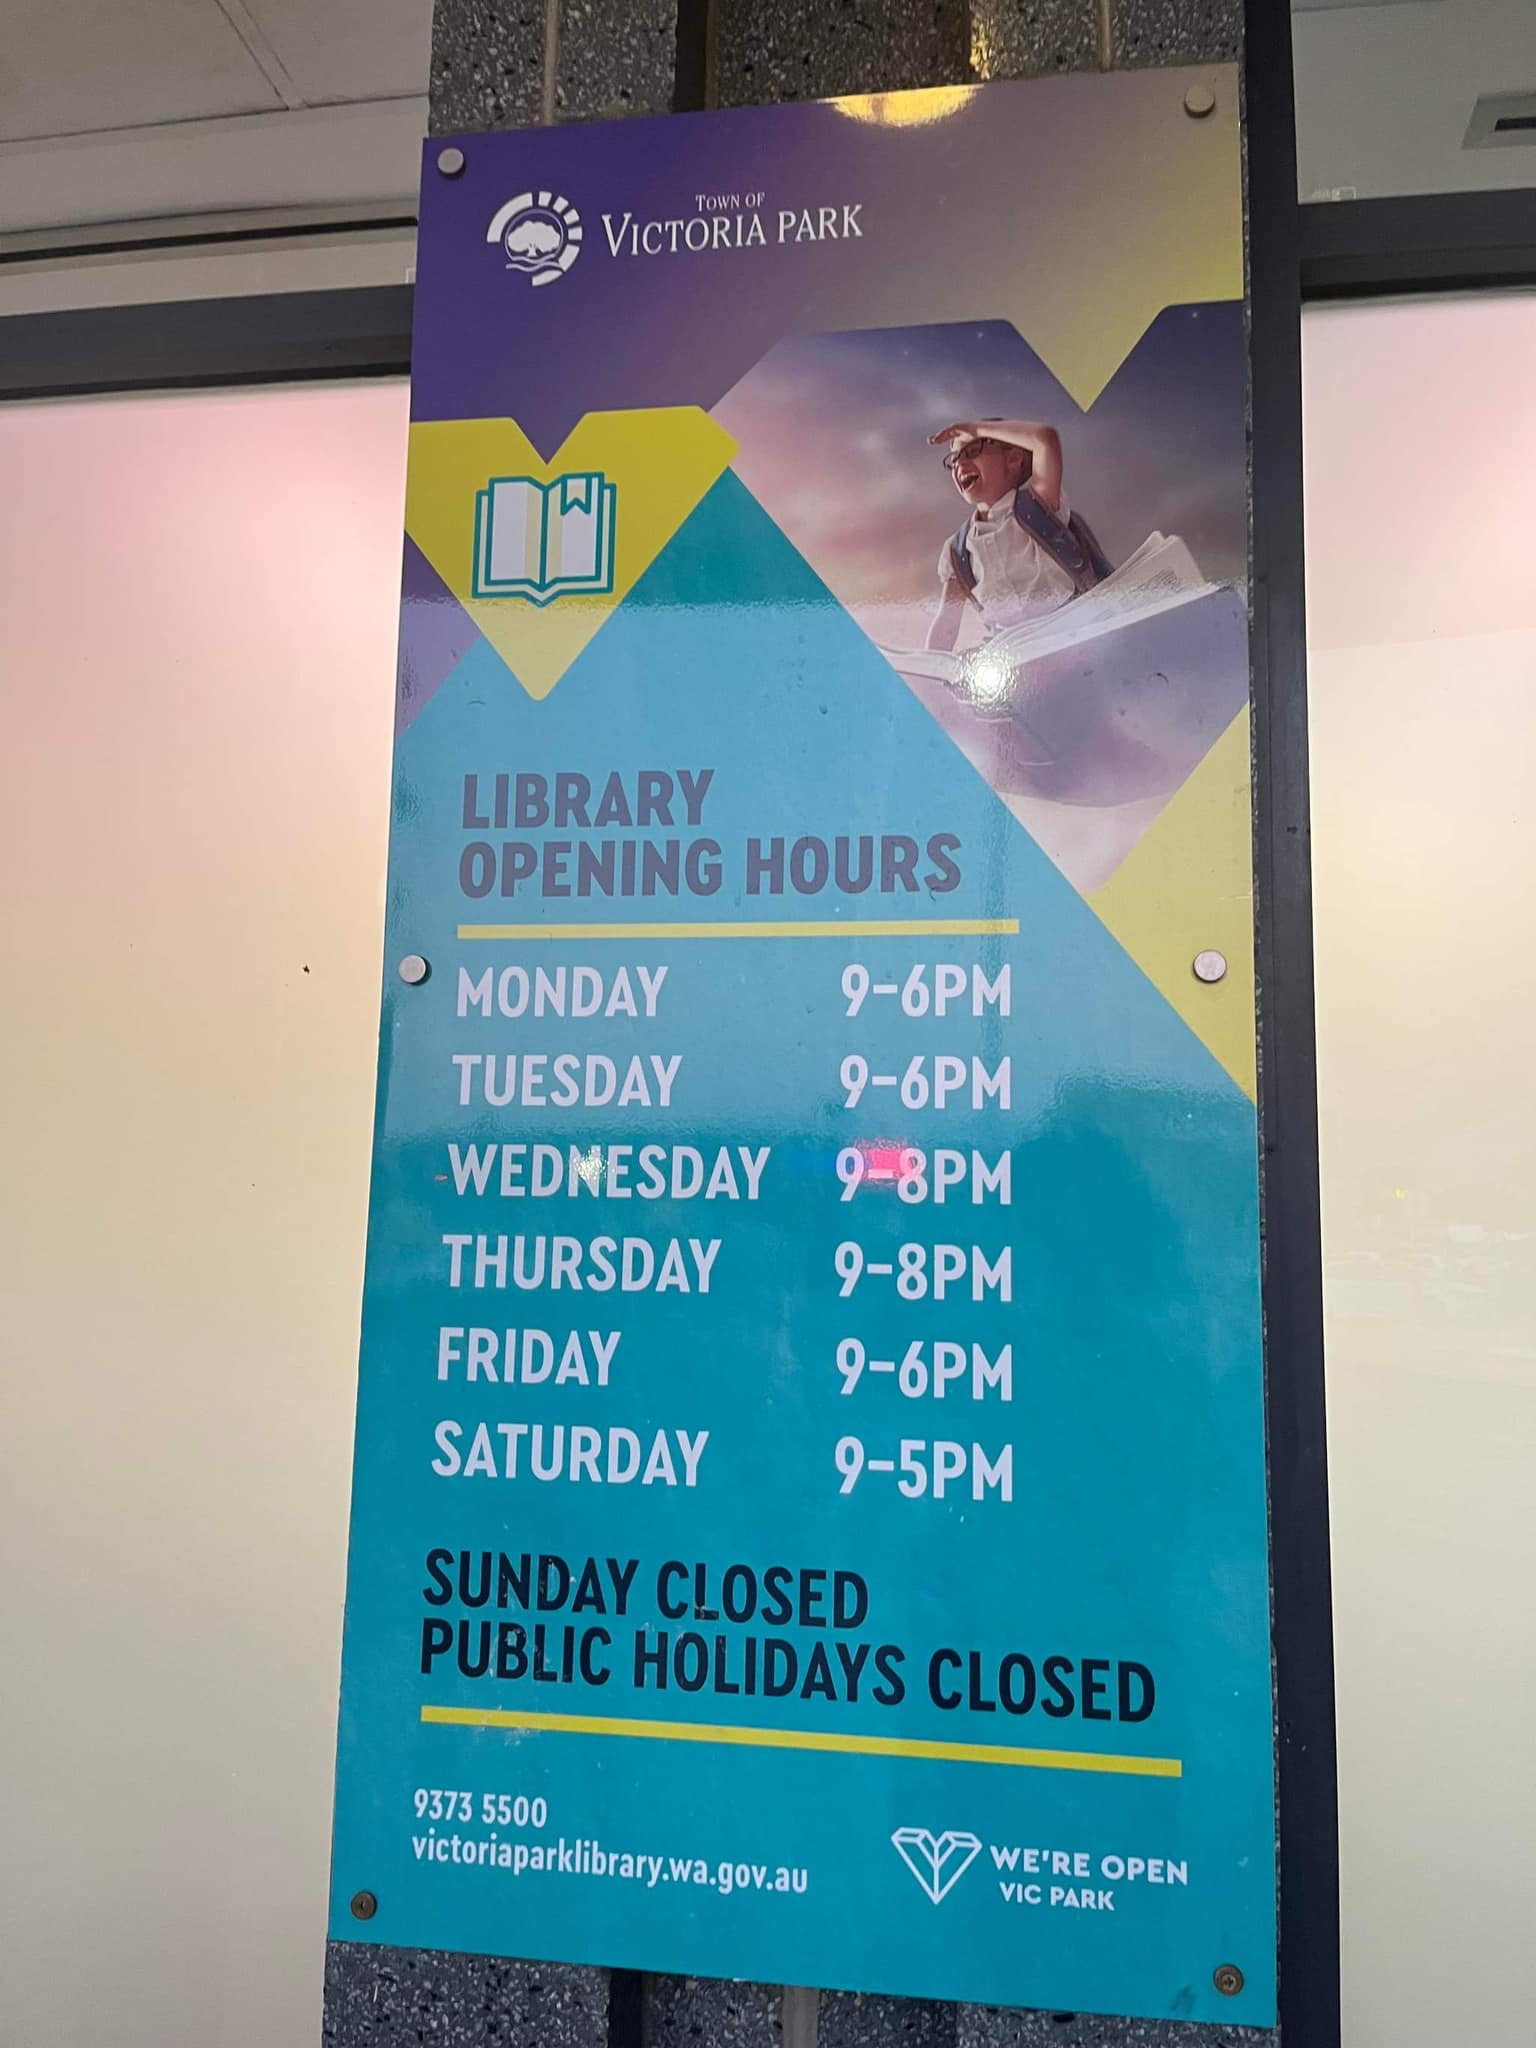 TOWN OF
VICTORIA PARK
LIBRARY
OPENING HOURS
MONDAY 9-6PM
TUESDAY 9-6PM
WEDNESDAY 9-8PM
THURSDAY 9-8PM
FRIDAY 9-6PM
SATURDAY 9-5PM
SUNDAY CLOSED
PUBLIC HOLIDAYS CLOSED
9373 5500
victoriaparklibrary.wa.gov.au
WE'RE OPEN
VIC PARK